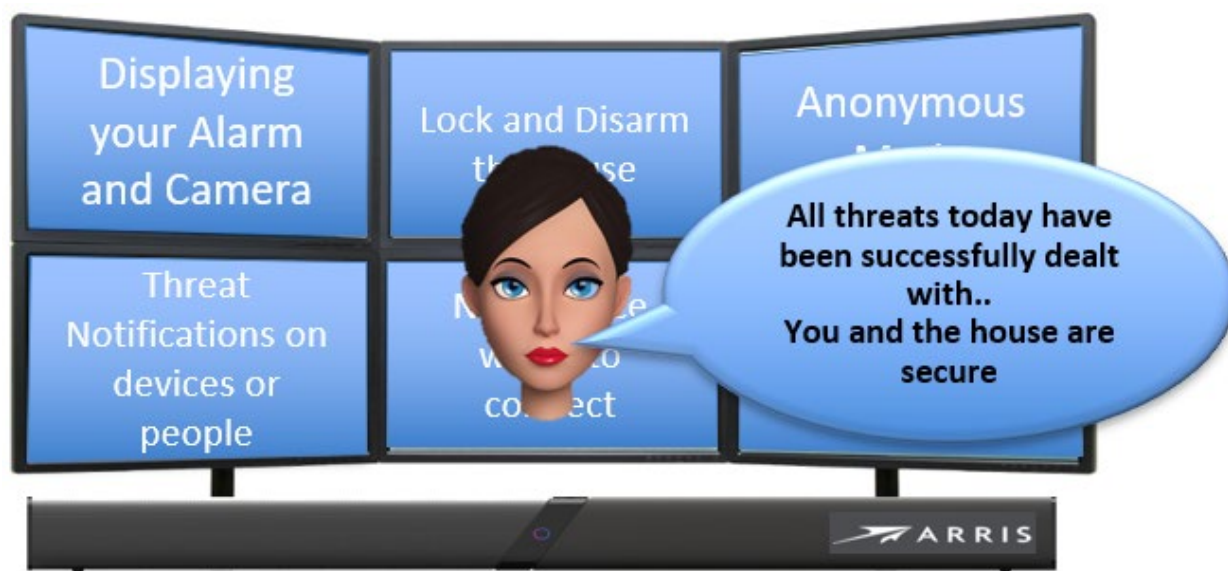 Displaying
your Alarm
and Camera
Lock and Disarm
Anonymous
Threat
Notifications on
devices or
people
All threats today have
been successfully dealt
with..
You and the house are
secure
ARRIS